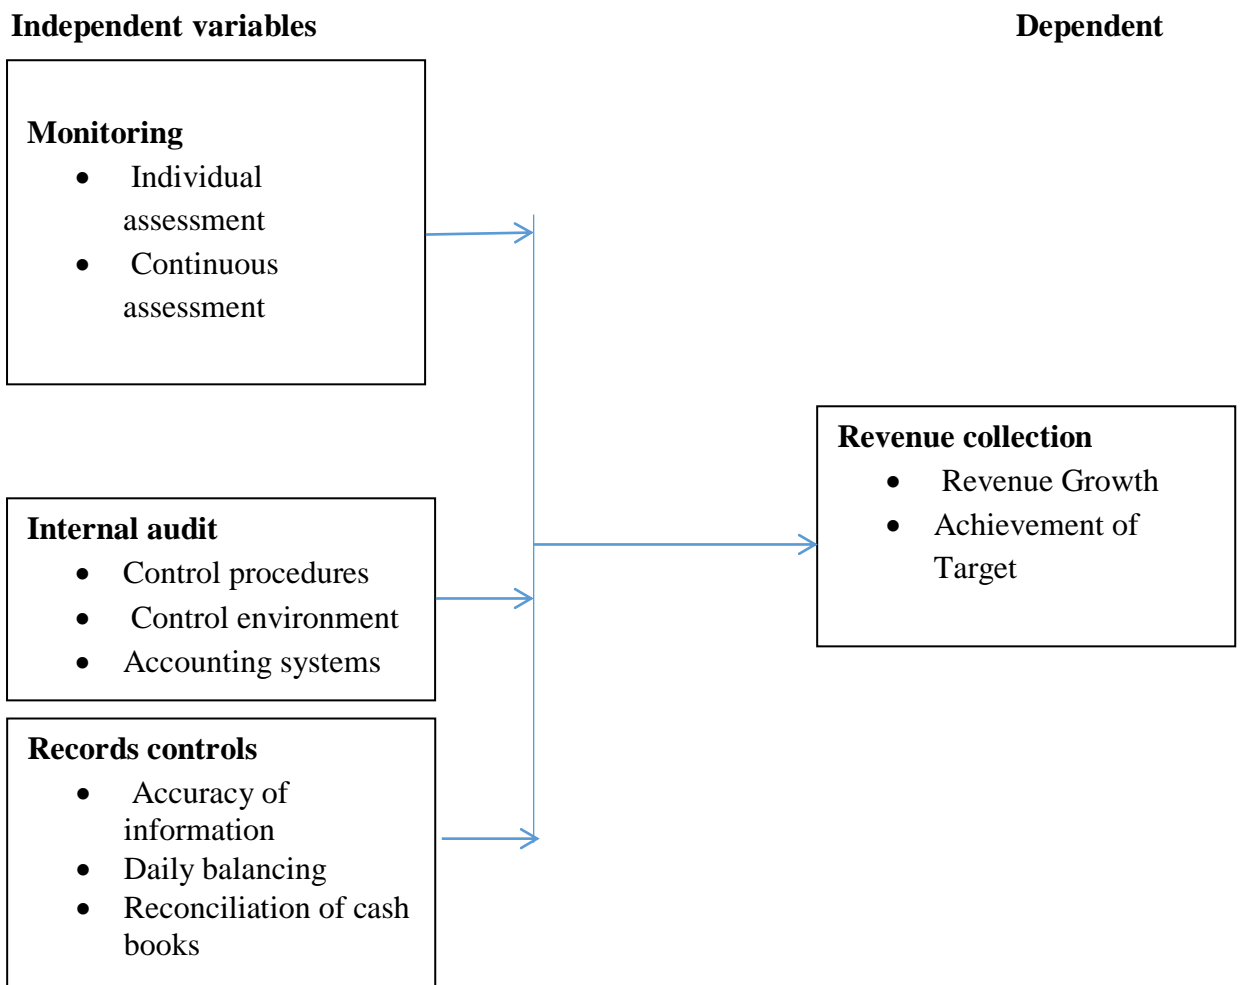 Independent variables
Dependent
Monitoring
• Individual
assessment
• Continuous
assessment
Internal audit
• Control procedures
• Control environment
• Accounting systems
Records controls
• Accuracy of
information
• Daily balancing
• Reconciliation of cash
books
Revenue collection
• Revenue Growth
• Achievement of
Target